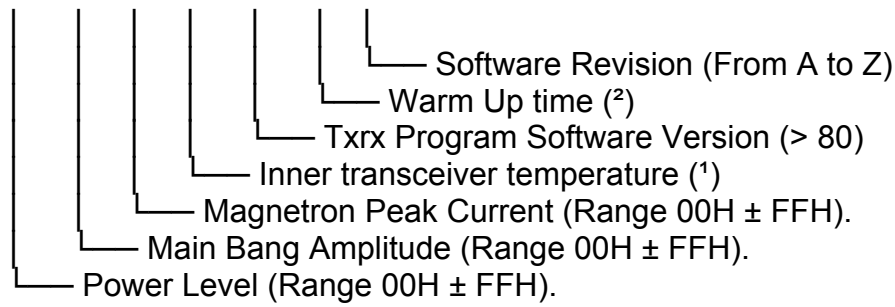 Software Revision (From A to Z)
Warm Up time (²)
Txrx Program Software Version (> 80)
Inner transceiver temperature (¹)
Magnetron Peak Current (Range 00H ± FFH).
Main Bang Amplitude (Range 00H ± FFH).
Power Level (Range 00H ± FFH).